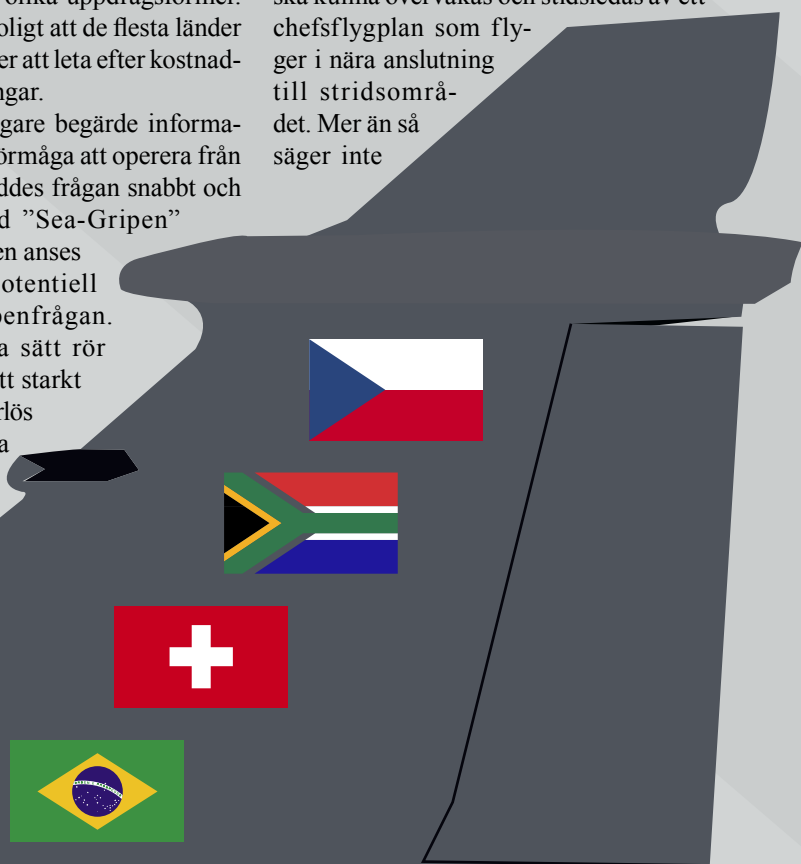 olika uppdragsformer.
oligt att de flesta länder
er att leta efter kostnad-
ngar.
gare begärde informa-
örmåga att operera från
ddes frågan snabbt och
d ”Sea-Gripen”
en anses
otentiell
penfrågan.
a sätt rör
tt starkt
rlös
a
ska kunna övervakas och stridsledas av ett
chefsflygplan som fly-
ger i nära anslutning
till stridsområ-
det. Mer än så
säger inte